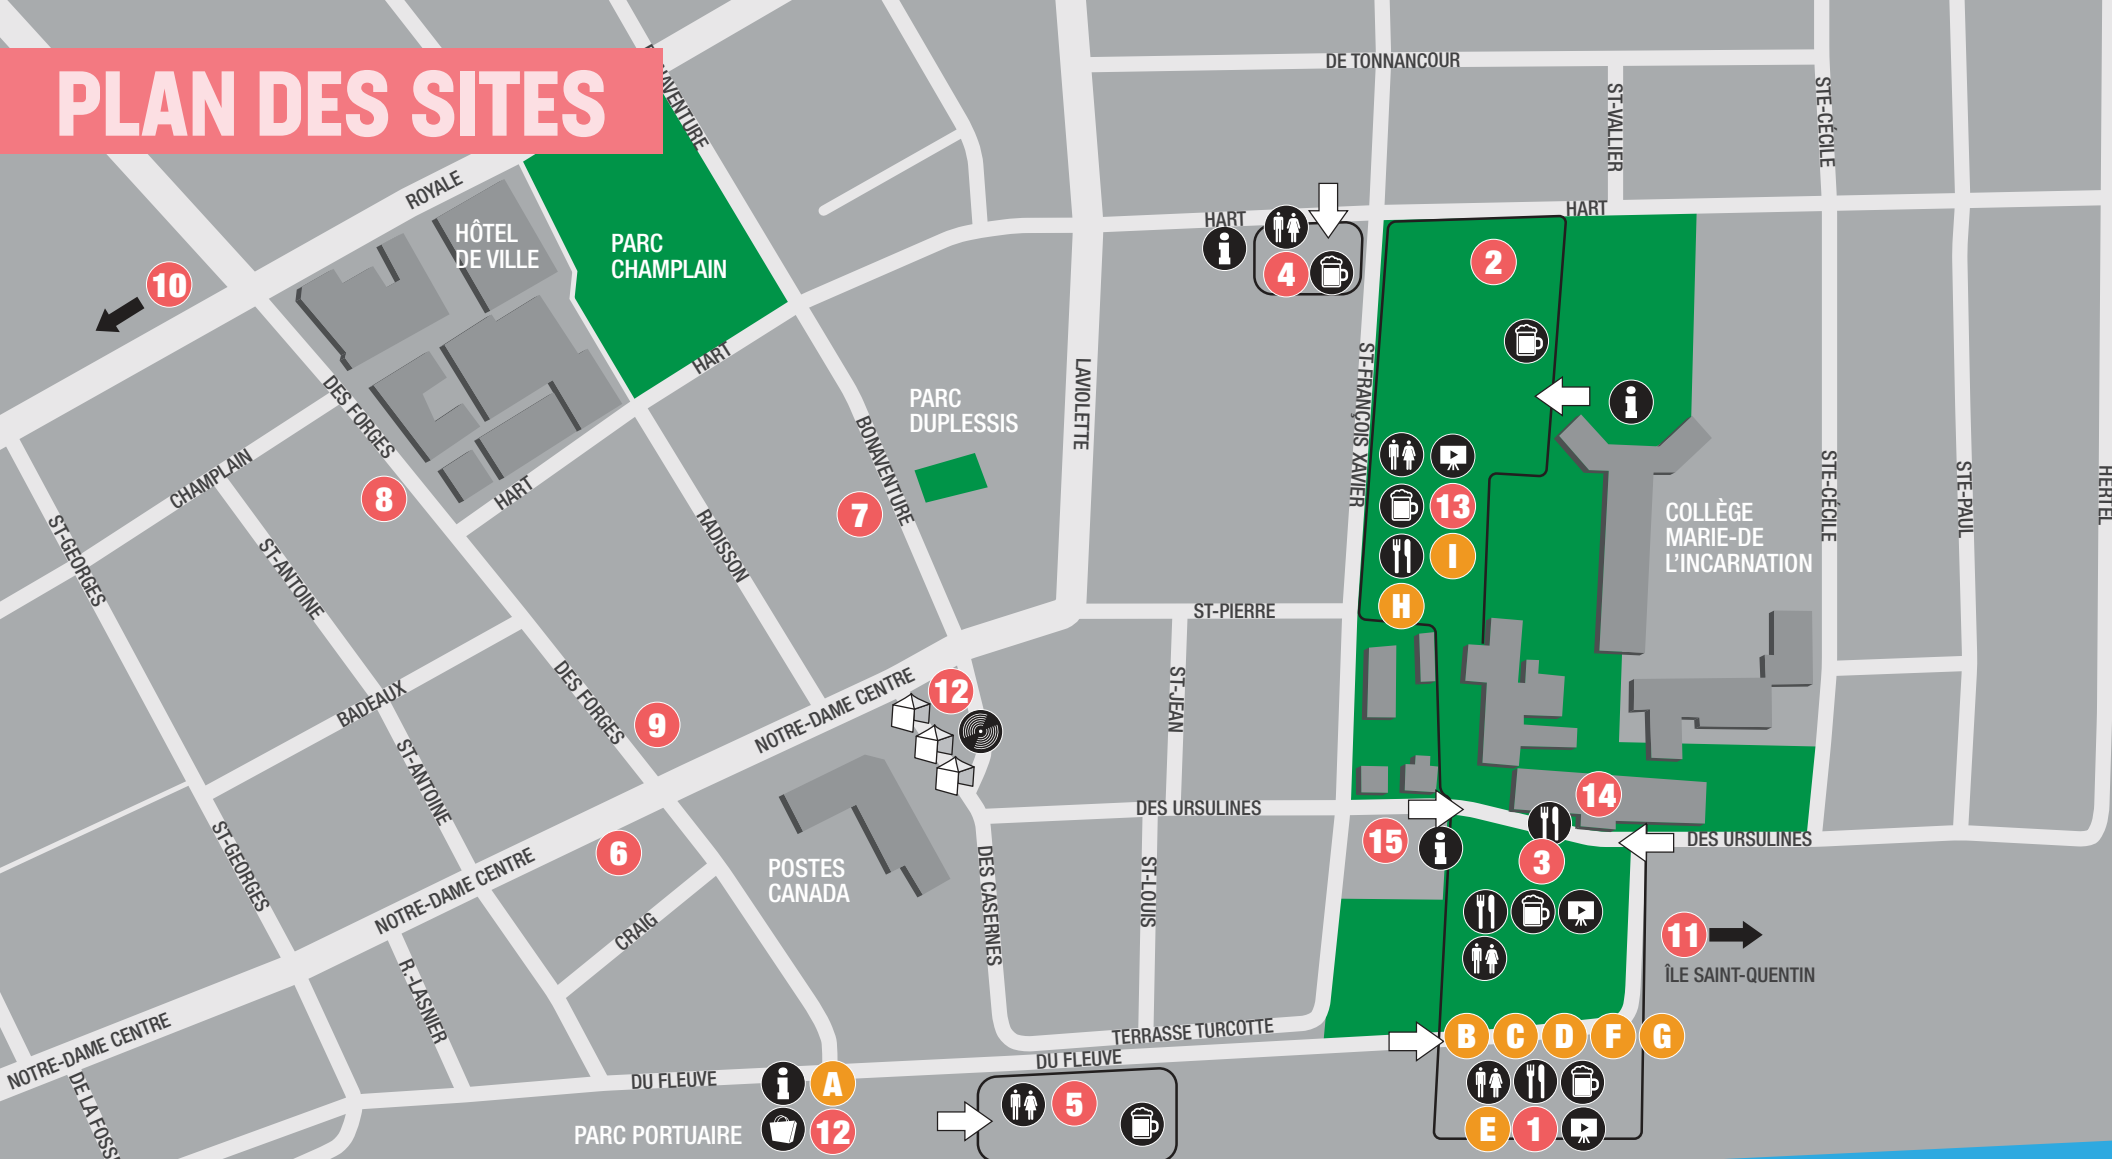 PLAN DES SITES
DE TONNANCOUR
ST-VALLIER
STE-CÉCILE
ROYALE
HÔTEL
DE VILLE
PARC
CHAMPLAIN
HART
HART
2
10
4
HART
ST-FRANÇOIS XAVIER
LAVIOLETTE
PARC
DUPLESSIS
DES FORGES
BONAVENTURE
CHAMPLAIN
HART
8
7
13
I
H
COLLÈGE
MARIE-DE
L'INCARNATION
STE-CÉCILE
STE-PAUL
HERTEL
ST-GEORGES
ST-ANTOINE
RADISSON
ST-PIERRE
DES FORGES
BADEAUX
9
12
NOTRE-DAME CENTRE
ST-JEAN
ST-ANTOINE
DES URSULINES
14
15
3
DES URSULINES
ST-GEORGES
6
NOTRE-DAME CENTRE
POSTES
CANADA
CRAIG
DES CASERNES
ST-LOUIS
11
ÎLE SAINT-QUENTIN
R.-LASNIER
NOTRE-DAME CENTRE
TERRASSE TURCOTTE
B C D F G
DU FLEUVE
DU FLEUVE
A
DE LA FOSSE
PARC PORTUAIRE
12
5
E 1